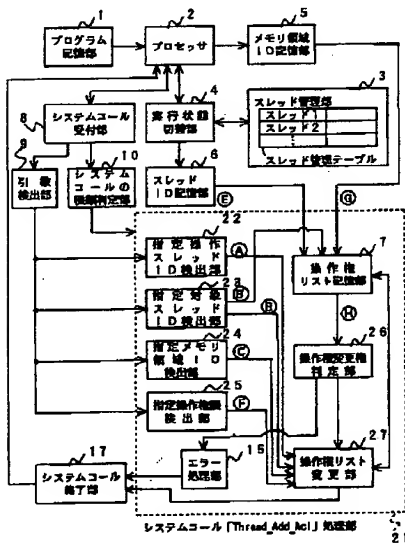 1
プログラム
記憶部
2
プロセッサ
5
メモリ領域
ID記憶部
3
スレッド管理部
スレッド1
スレッド2
スレッド管理テーブル
4
実行状態
切替部
8
システムコール
受付部
9
引数
検出部
10
システムコールの
種類判定部
6
スレッド
ID記憶部
E
G
22
指定操作
スレッド
ID検出部
A
23
指定対象
スレッド
ID検出部
B
B
24
指定メモリ
領域ID
検出部
C
25
指定操作権限
検出部
F
7
操作権
リスト記憶部
H
26
操作権変更権
判定部
27
操作権リスト
変更部
15
エラー
処理部
17
システムコール
終了部
システムコール「Thread_Add_Acl」処理部
21